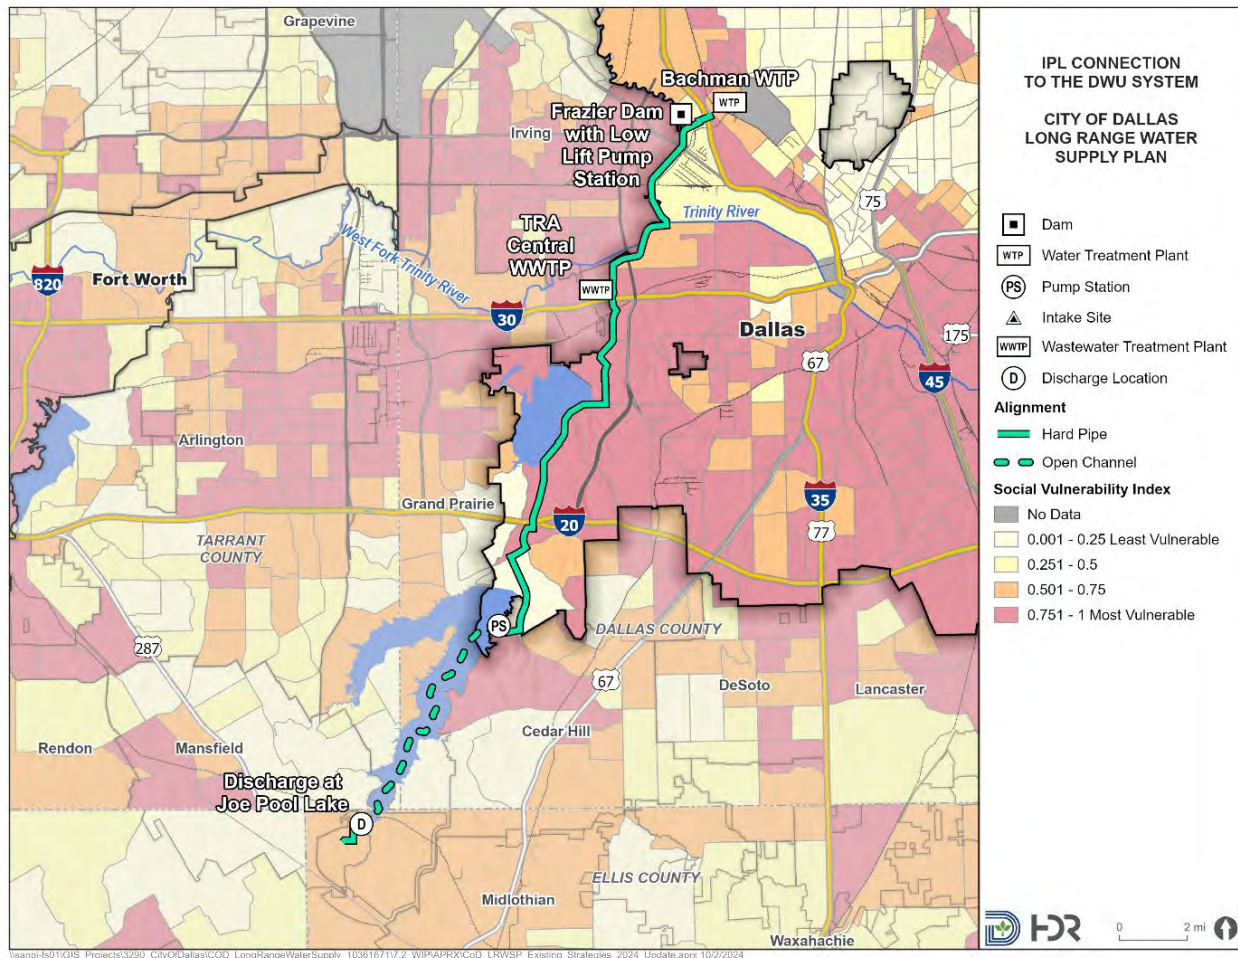 Grapevine
Bachman WTP
WTP
Frazier Dam
with Low
Lift Pump
Station
Irving
75
TRA
Central
WWTP
Trinity River
West Fork Trinity River
820
Fort Worth
WWTP
30
Dallas
67
175
45
Arlington
Grand Prairie
20
35
77
TARRANT
COUNTY
PS
DALLAS COUNTY
287
67
DeSoto
Lancaster
Rendon
Mansfield
Cedar Hill
Discharge at
Joe Pool Lake
D
ELLIS COUNTY
Midlothian
Waxahachie
IPL CONNECTION
TO THE DWU SYSTEM
CITY OF DALLAS
LONG RANGE WATER
SUPPLY PLAN
Dam
WTP Water Treatment Plant
PS Pump Station
Intake Site
WWTP Wastewater Treatment Plant
D Discharge Location
Alignment
Hard Pipe
Open Channel
Social Vulnerability Index
No Data
0.001 - 0.25 Least Vulnerable
0.251 - 0.5
0.501 - 0.75
0.751 - 1 Most Vulnerable
HDR
0 2 mi